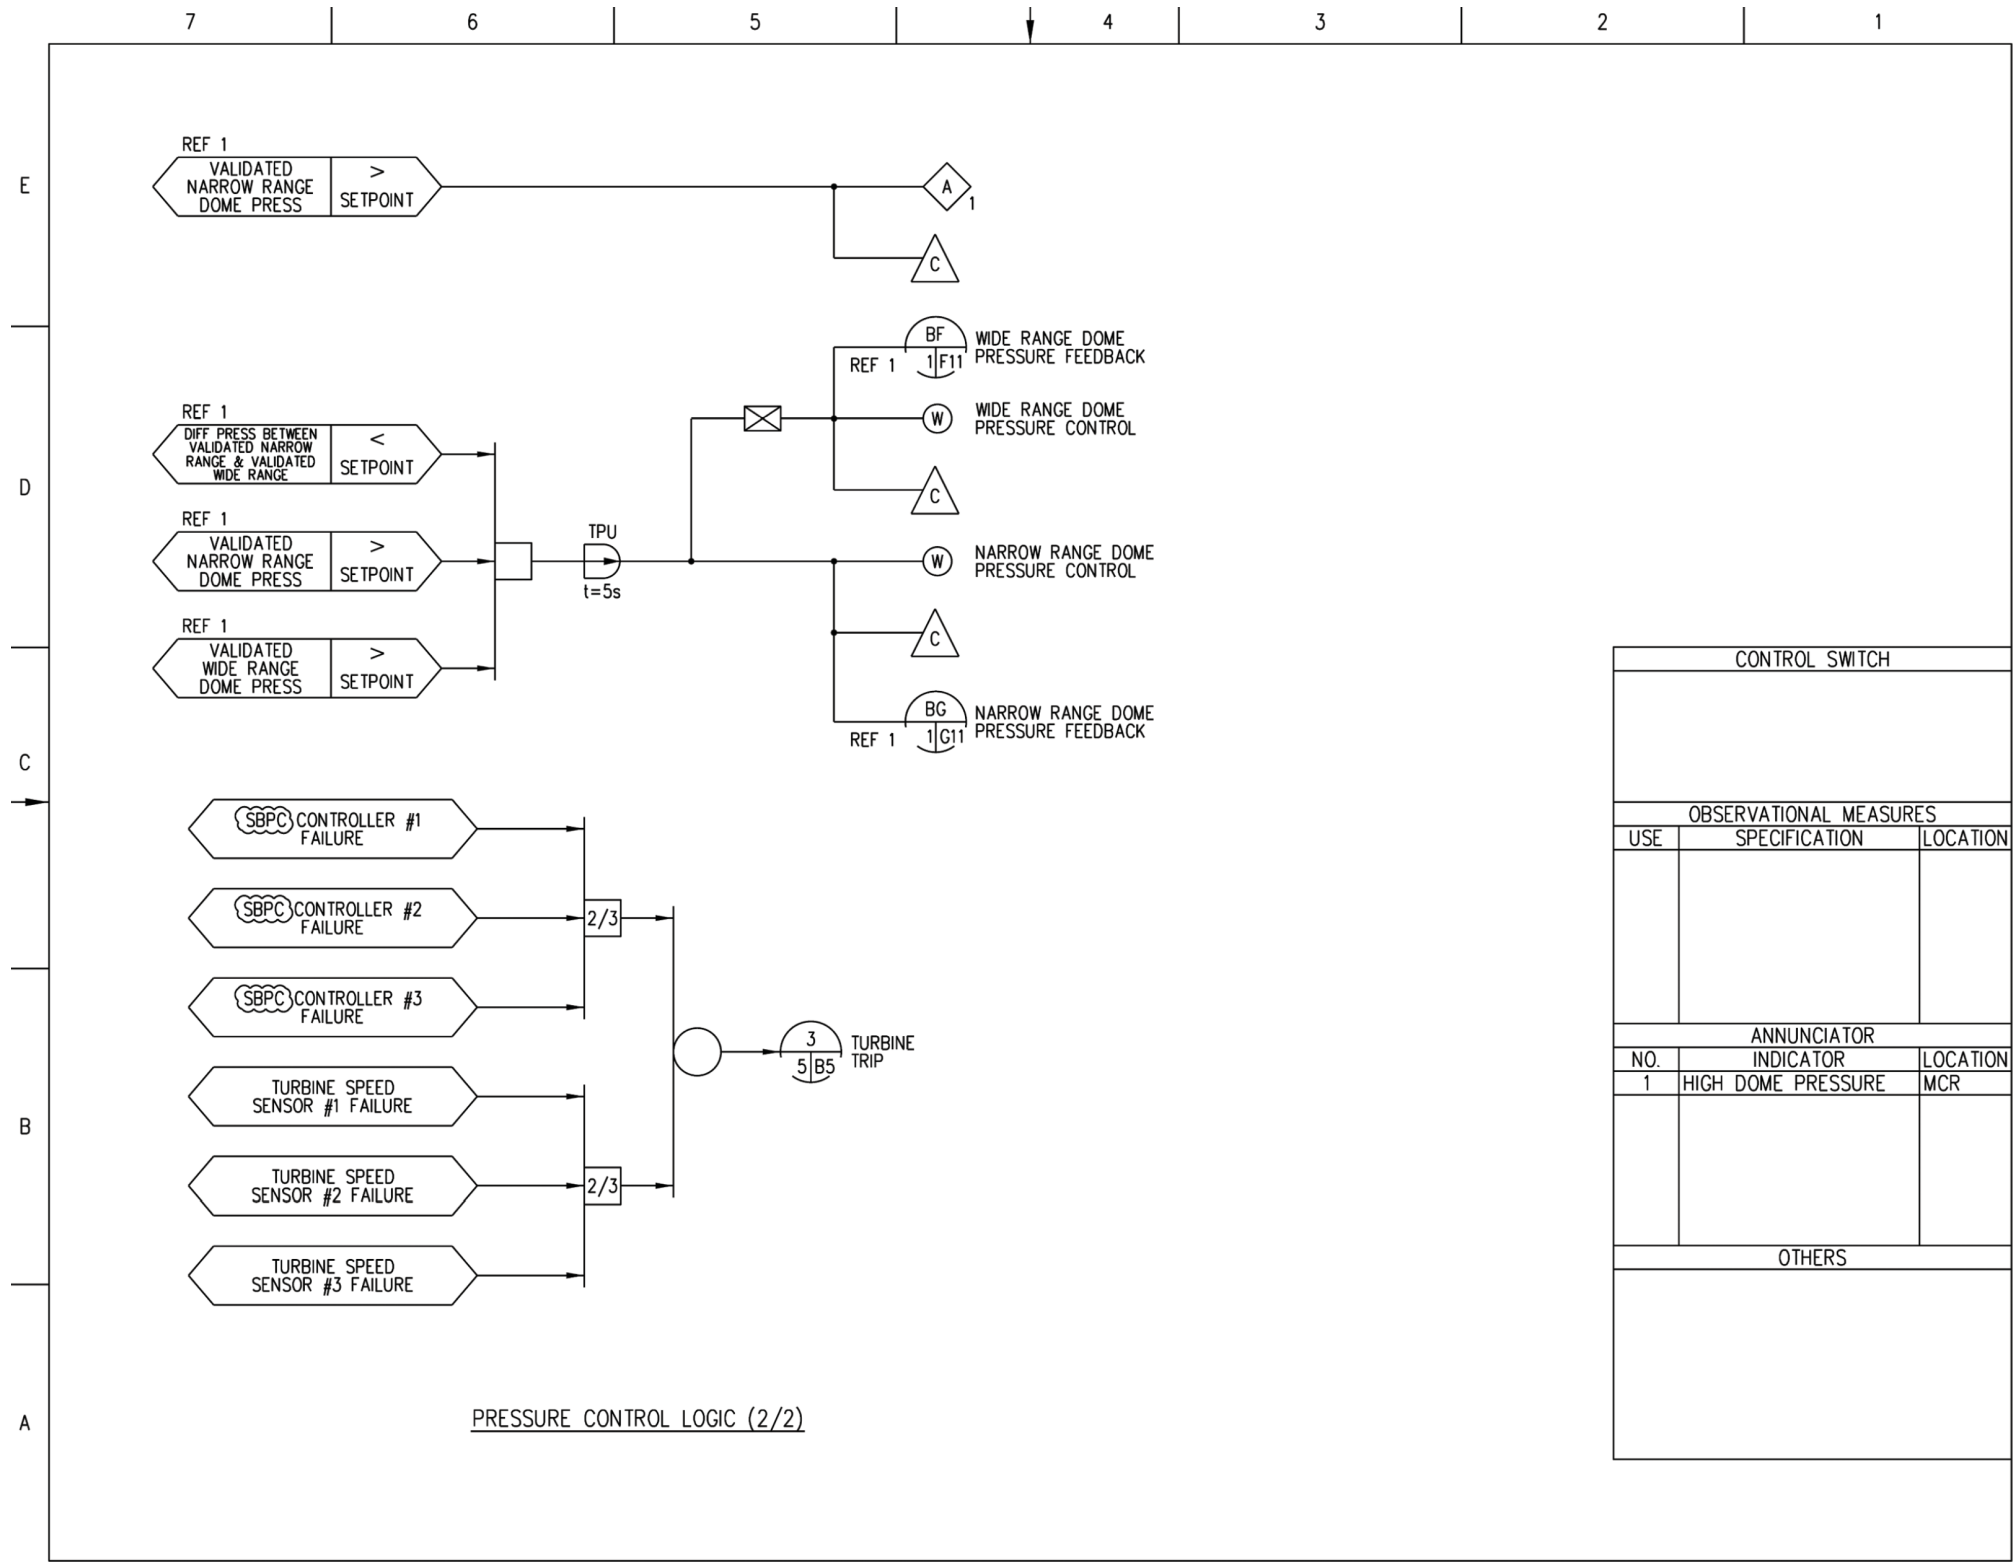 7 6 5 4 3 2 1
E
REF 1
VALIDATED
NARROW RANGE
DOME PRESS
>
SETPOINT
A
1
C
BF
1 F11
REF 1
WIDE RANGE DOME
PRESSURE FEEDBACK
D
REF 1
DIFF PRESS BETWEEN
VALIDATED NARROW
RANGE & VALIDATED
WIDE RANGE
<
SETPOINT
W
WIDE RANGE DOME
PRESSURE CONTROL
C
REF 1
VALIDATED
NARROW RANGE
DOME PRESS
>
SETPOINT
TPU
t=5s
W
NARROW RANGE DOME
PRESSURE CONTROL
C
REF 1
VALIDATED
WIDE RANGE
DOME PRESS
>
SETPOINT
BG
1 G11
REF 1
NARROW RANGE DOME
PRESSURE FEEDBACK
C
SBPC CONTROLLER #1
FAILURE
SBPC CONTROLLER #2
FAILURE
SBPC CONTROLLER #3
FAILURE
2/3
3
5 B5
TURBINE
TRIP
B
TURBINE SPEED
SENSOR #1 FAILURE
TURBINE SPEED
SENSOR #2 FAILURE
TURBINE SPEED
SENSOR #3 FAILURE
2/3
A
PRESSURE CONTROL LOGIC (2/2)
CONTROL SWITCH
OBSERVATIONAL MEASURES
USE SPECIFICATION LOCATION
ANNUNCIATOR
NO. INDICATOR LOCATION
1 HIGH DOME PRESSURE MCR
OTHERS